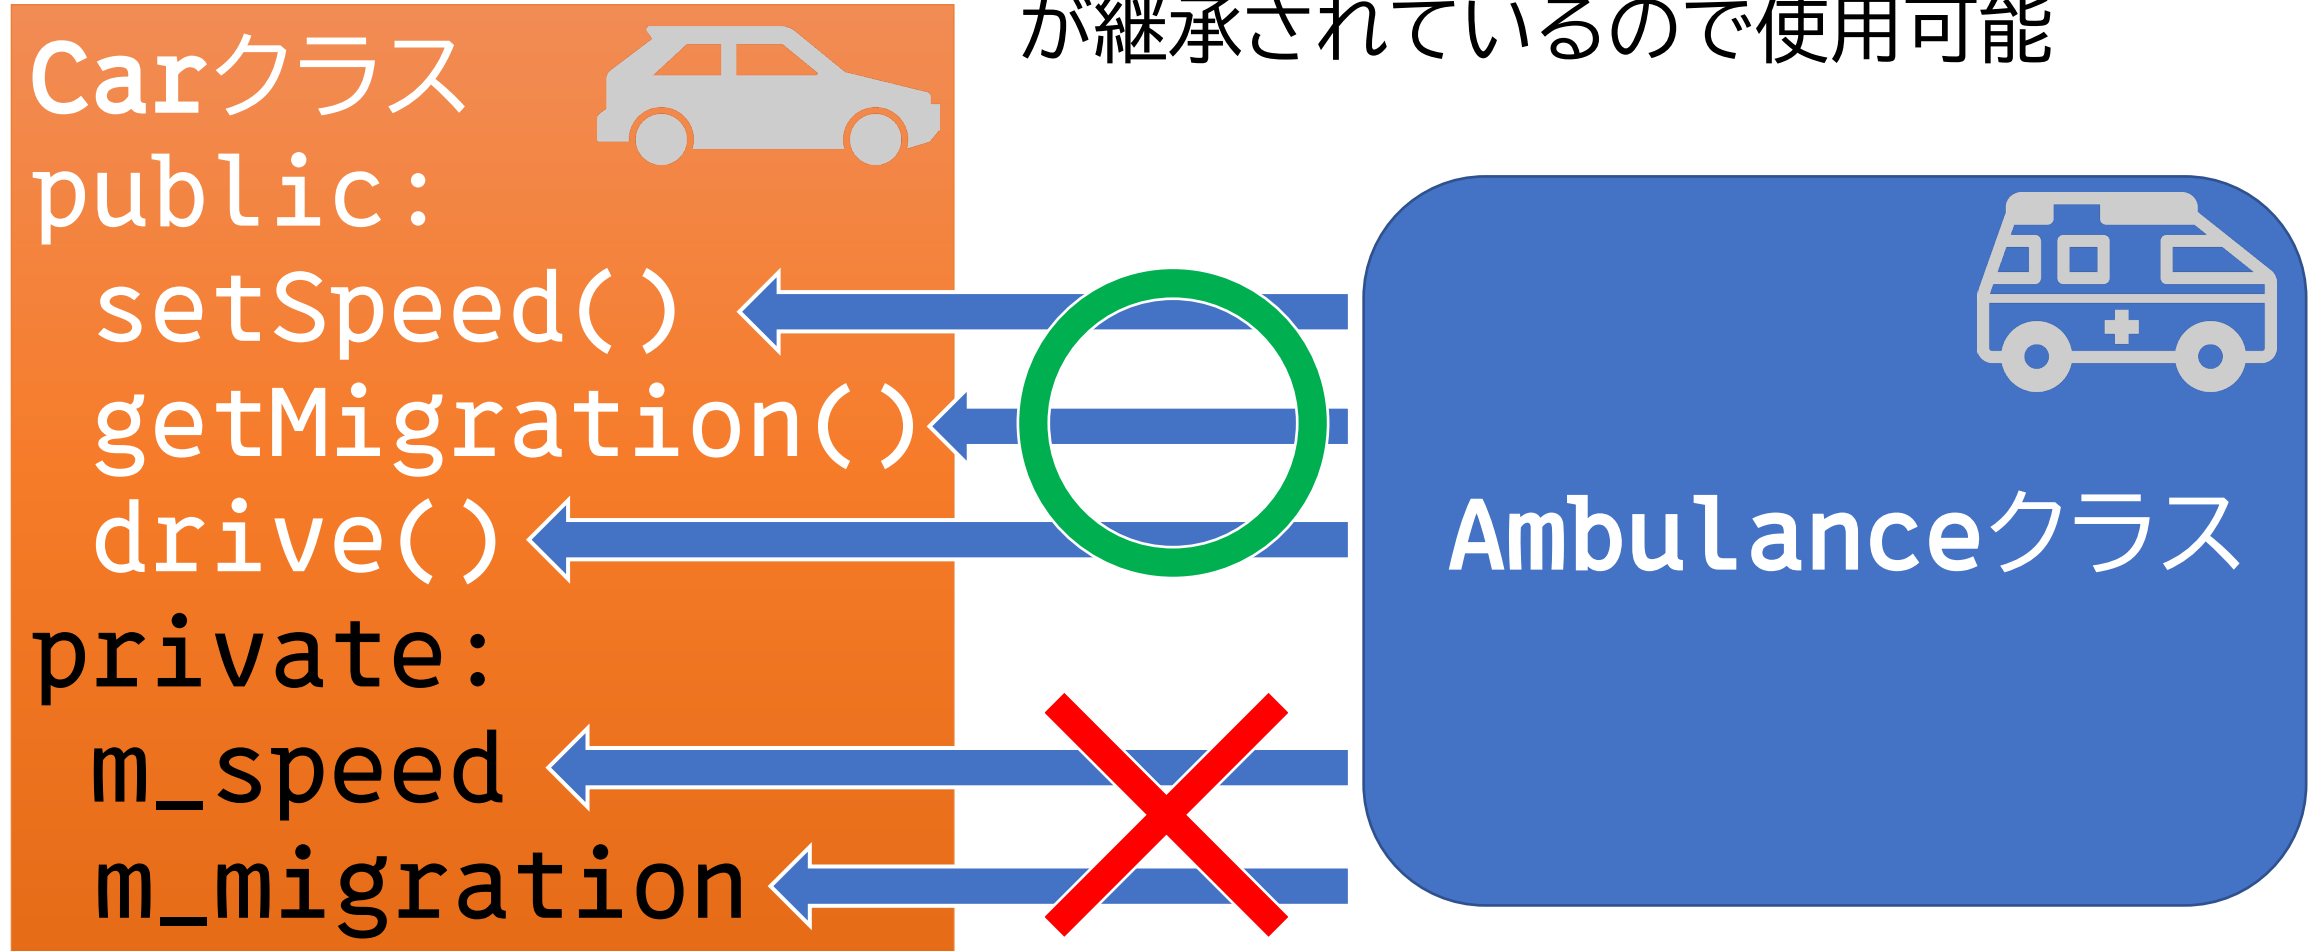 が継承されているので使用可能
Carクラス
public:
setSpeed()
getMigration()
drive()
private:
m_speed
m_migration
Ambulanceクラス